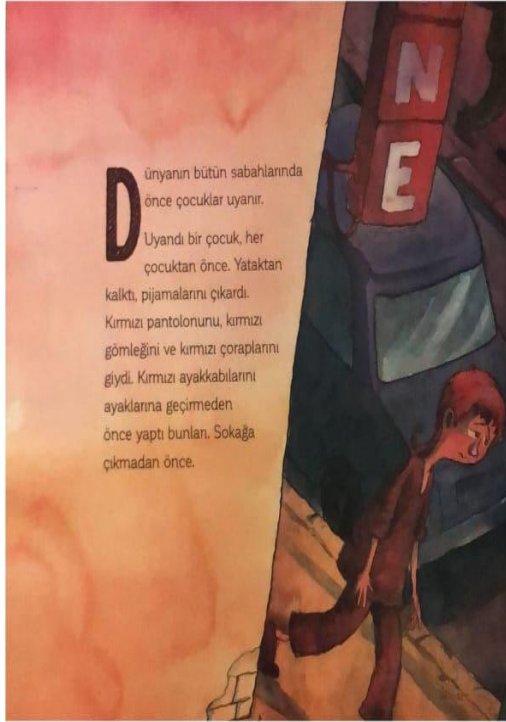 Dünyanın bütün sabahlarında
önce çocuklar uyanır.
Uyandı bir çocuk, her
çocuktan önce. Yataktan
kalktı, pijamalarını çıkardı.
Kırmızı pantolonunu, kırmızı
gömleğini ve kırmızı çoraplarını
giydi. Kırmızı ayakkabılarını
ayaklarına geçirmeden
önce yaptı bunları. Sokağa
çıkmadan önce.
N
E